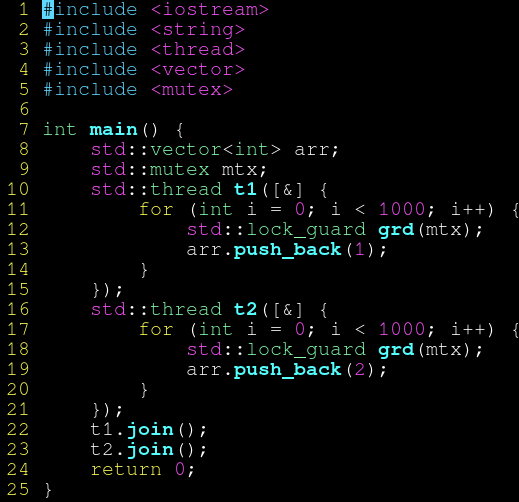 1 #include <iostream>
2 #include <string>
3 #include <thread>
4 #include <vector>
5 #include <mutex>
6
7 int main() {
8     std::vector<int> arr;
9     std::mutex mtx;
10     std::thread t1([&] {
11         for (int i = 0; i < 1000; i++) {
12             std::lock_guard grd(mtx);
13             arr.push_back(1);
14         }
15     });
16     std::thread t2([&] {
17         for (int i = 0; i < 1000; i++) {
18             std::lock_guard grd(mtx);
19             arr.push_back(2);
20         }
21     });
22     t1.join();
23     t2.join();
24     return 0;
25 }